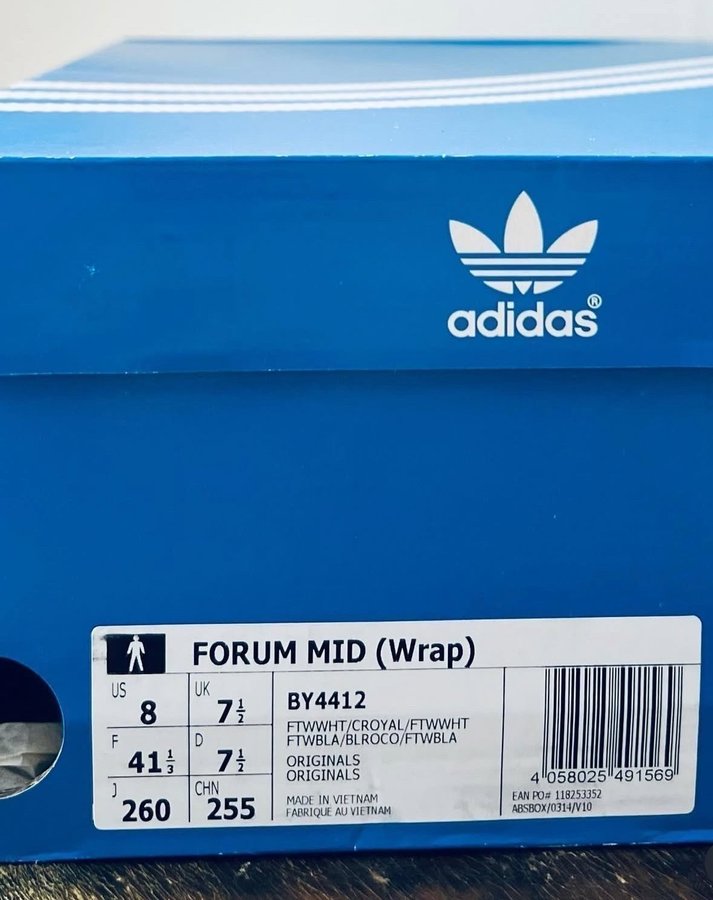 adidas®
FORUM MID (Wrap)
US 8
UK 7½
F 41⅓
D 7½
J 260
CHN 255
BY4412
FTWWHT/CROYAL/FTWWHT
FTWBLA/BLROCO/FTWBLA
ORIGINALS
ORIGINALS
MADE IN VIETNAM
FABRIQUE AU VIETNAM
4 058025 491569
EAN PO# 118253352
ABSBOX/0314/V10